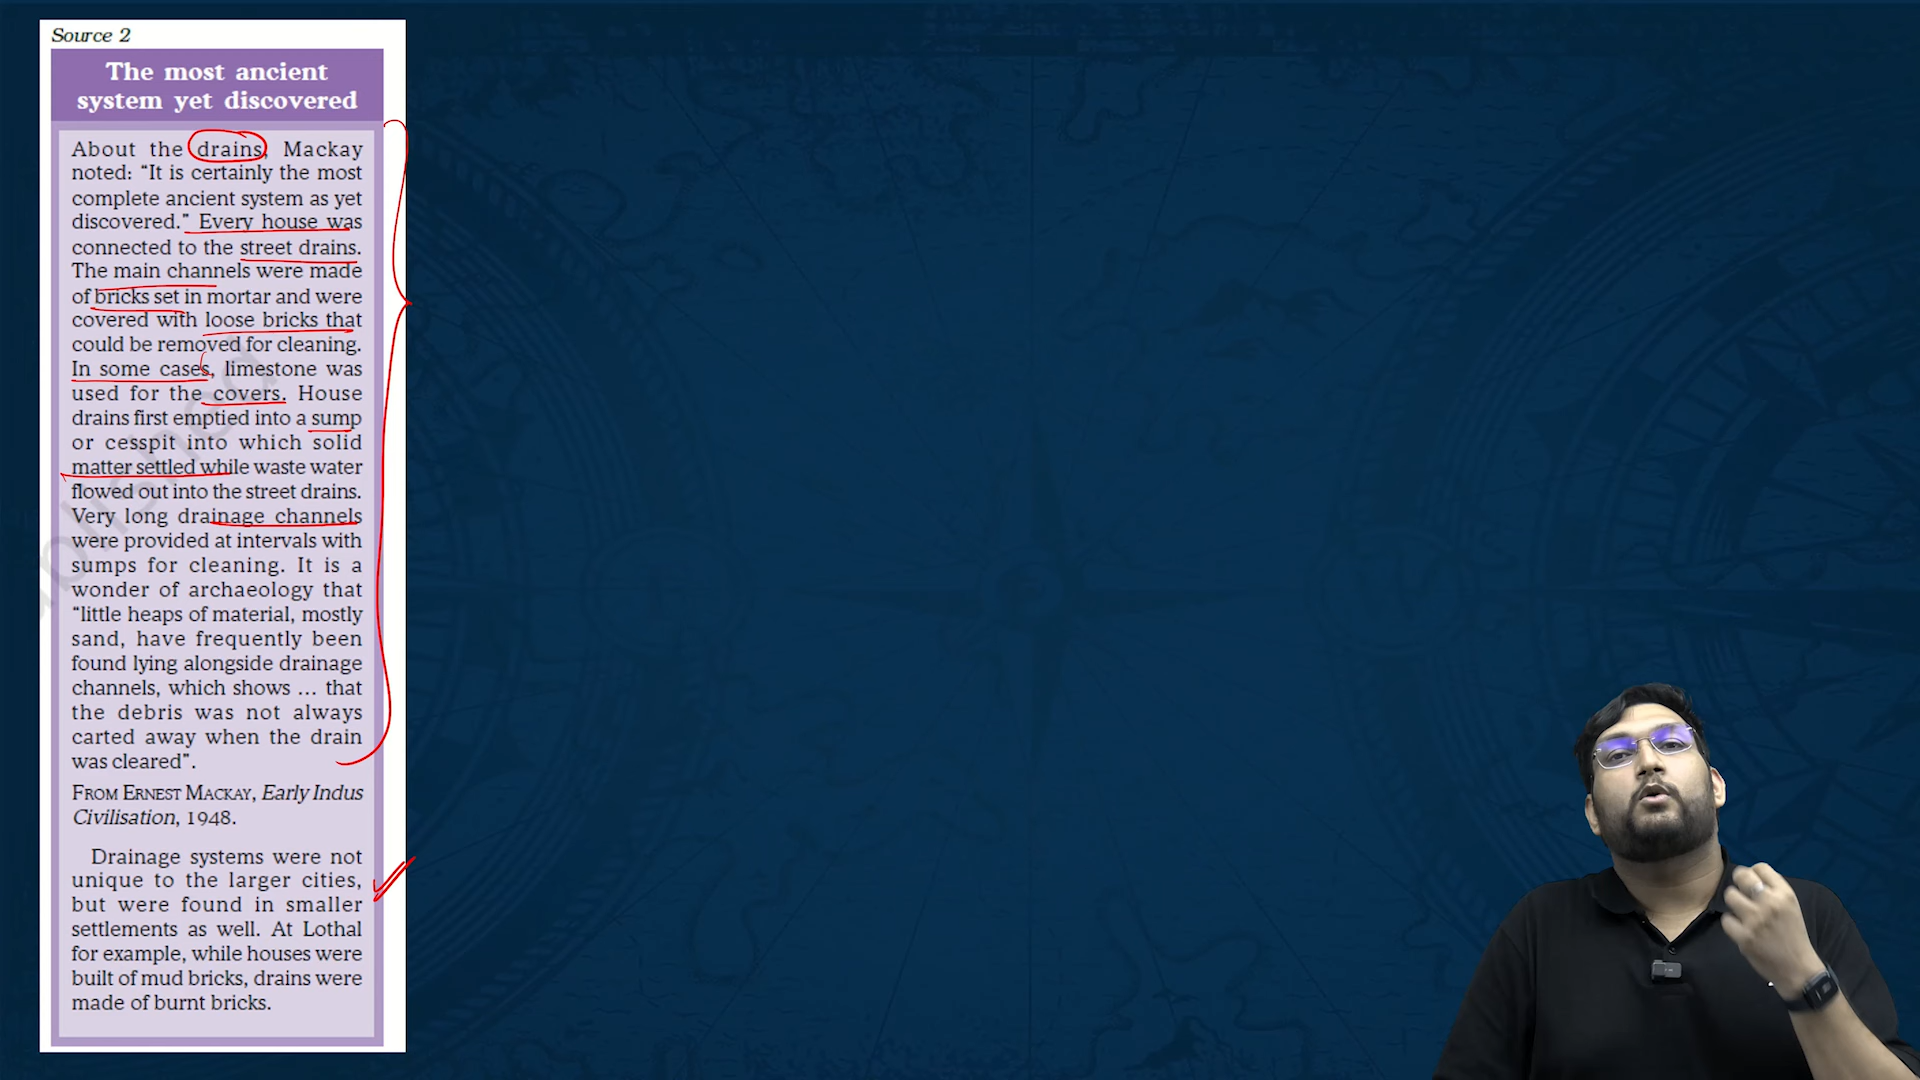 Source 2
The most ancient
system yet discovered
About the drains, Mackay
noted: “It is certainly the most
complete ancient system as yet
discovered.” Every house was
connected to the street drains.
The main channels were made
of bricks set in mortar and were
covered with loose bricks that
could be removed for cleaning.
In some cases, limestone was
used for the covers. House
drains first emptied into a sump
or cesspit into which solid
matter settled while waste water
flowed out into the street drains.
Very long drainage channels
were provided at intervals with
sumps for cleaning. It is a
wonder of archaeology that
“little heaps of material, mostly
sand, have frequently been
found lying alongside drainage
channels, which shows … that
the debris was not always
carted away when the drain
was cleared”.
FROM ERNEST MACKAY, Early Indus
Civilisation, 1948.
Drainage systems were not
unique to the larger cities,
but were found in smaller
settlements as well. At Lothal
for example, while houses were
built of mud bricks, drains were
made of burnt bricks.